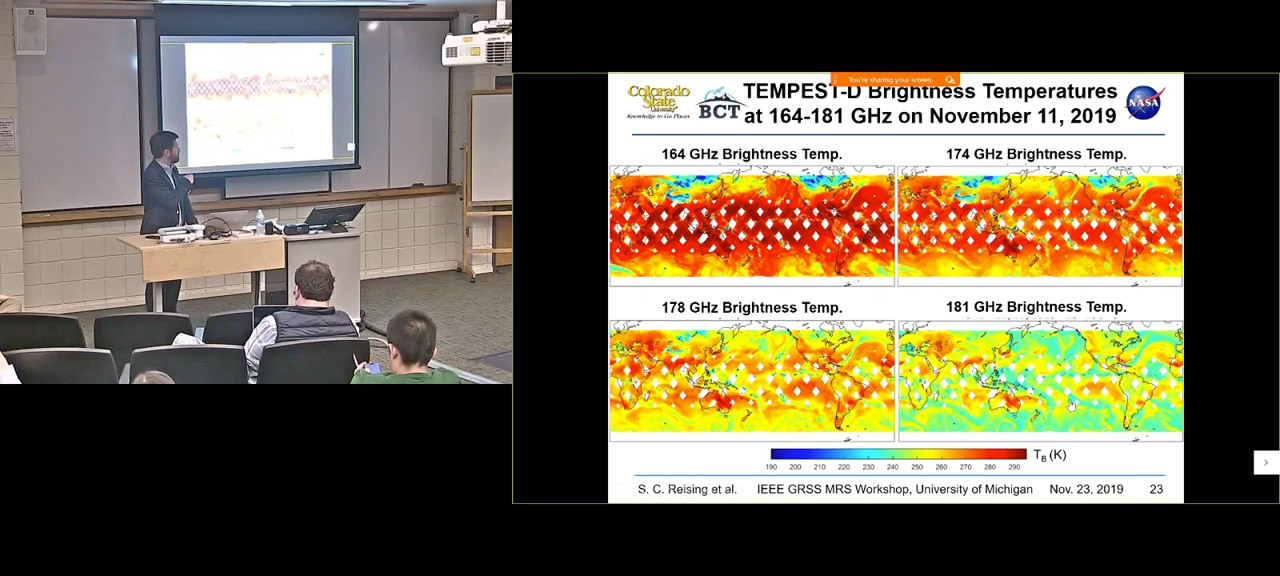 You're sharing your screen.
Colorado
State
University
Knowledge to Go Places
BCT
TEMPEST-D Brightness Temperatures
at 164-181 GHz on November 11, 2019
NASA
164 GHz Brightness Temp.
174 GHz Brightness Temp.
178 GHz Brightness Temp.
181 GHz Brightness Temp.
190 200 210 220 230 240 250 260 270 280 290
TB (K)
S. C. Reising et al. IEEE GRSS MRS Workshop, University of Michigan Nov. 23, 2019 23